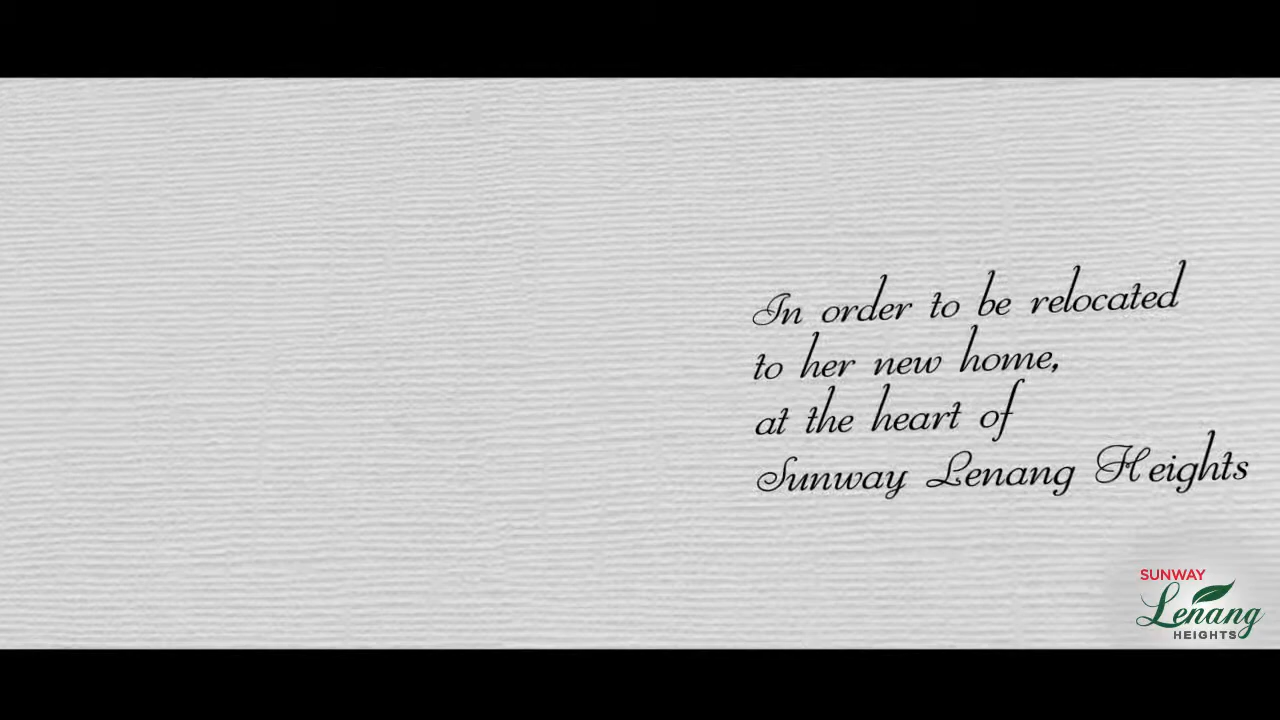 In order to be relocated
to her new home,
at the heart of
Sunway Lenang Heights
SUNWAY
Lenang
HEIGHTS